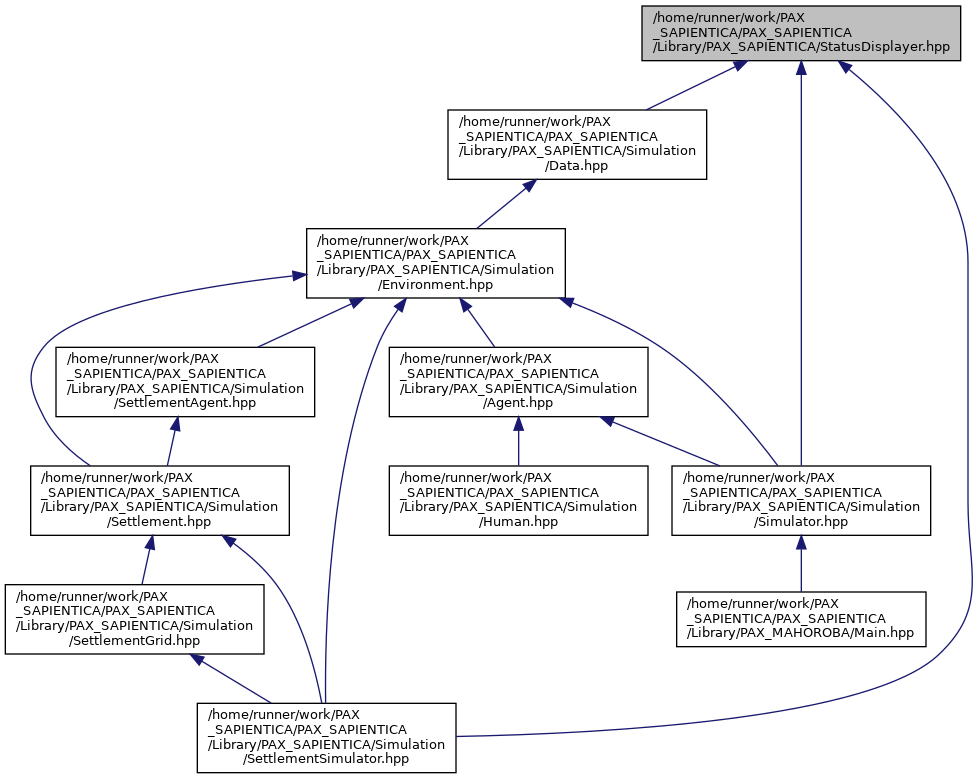 /home/runner/work/PAX
_SAPIENTICA/PAX_SAPIENTICA
/Library/PAX_SAPIENTICA/StatusDisplayer.hpp
/home/runner/work/PAX
_SAPIENTICA/PAX_SAPIENTICA
/Library/PAX_SAPIENTICA/Simulation
/Data.hpp
/home/runner/work/PAX
_SAPIENTICA/PAX_SAPIENTICA
/Library/PAX_SAPIENTICA/Simulation
/Environment.hpp
/home/runner/work/PAX
_SAPIENTICA/PAX_SAPIENTICA
/Library/PAX_SAPIENTICA/Simulation
/SettlementAgent.hpp
/home/runner/work/PAX
_SAPIENTICA/PAX_SAPIENTICA
/Library/PAX_SAPIENTICA/Simulation
/Agent.hpp
/home/runner/work/PAX
_SAPIENTICA/PAX_SAPIENTICA
/Library/PAX_SAPIENTICA/Simulation
/Settlement.hpp
/home/runner/work/PAX
_SAPIENTICA/PAX_SAPIENTICA
/Library/PAX_SAPIENTICA/Simulation
/Human.hpp
/home/runner/work/PAX
_SAPIENTICA/PAX_SAPIENTICA
/Library/PAX_SAPIENTICA/Simulation
/Simulator.hpp
/home/runner/work/PAX
_SAPIENTICA/PAX_SAPIENTICA
/Library/PAX_SAPIENTICA/Simulation
/SettlementGrid.hpp
/home/runner/work/PAX
_SAPIENTICA/PAX_SAPIENTICA
/Library/PAX_MAHOROBA/Main.hpp
/home/runner/work/PAX
_SAPIENTICA/PAX_SAPIENTICA
/Library/PAX_SAPIENTICA/Simulation
/SettlementSimulator.hpp